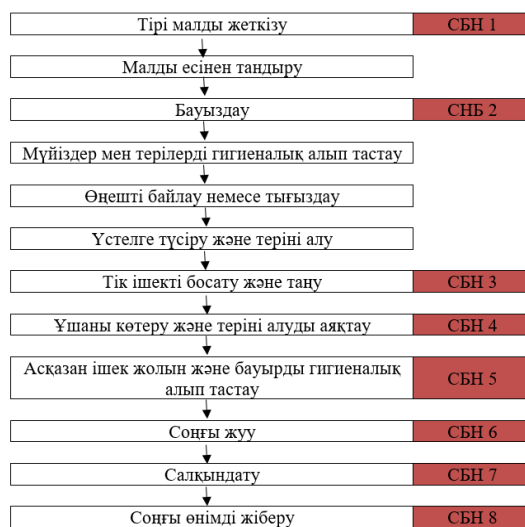 Тірі малды жеткізу СБН 1
Малды есінен тандыру
Бауыздау СНБ 2
Мүйіздер мен терілерді гигиеналық алып тастау
Өңешті байлау немесе тығыздау
Үстелге түсіру және теріні алу
Тік ішекті босату және таңу СБН 3
Ұшаны көтеру және теріні алуды аяқтау СБН 4
Асқазан ішек жолын және бауырды гигиеналық
алып тастау СБН 5
Соңғы жуу СБН 6
Салқындату СБН 7
Соңғы өнімді жіберу СБН 8